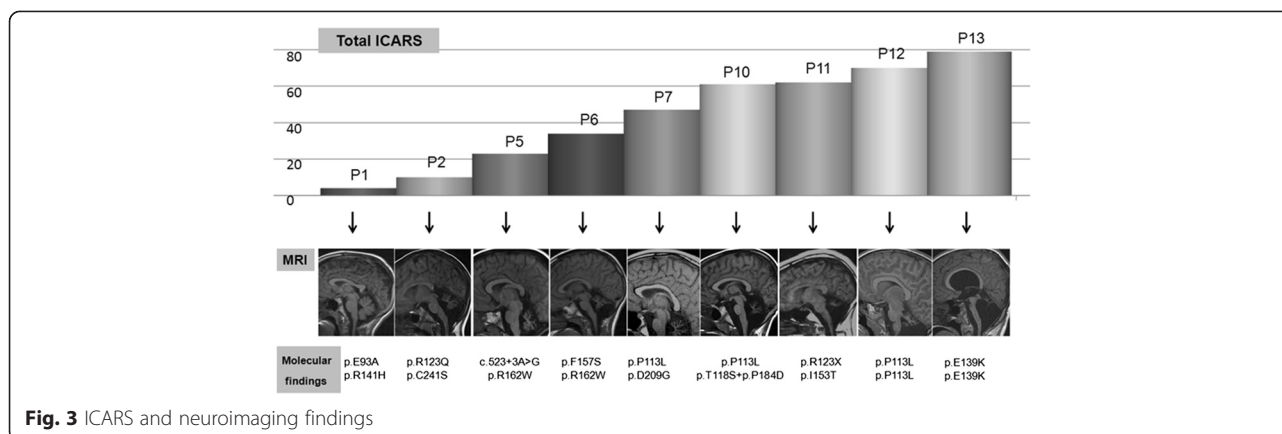 Total ICARS
80
60
40
20
0
P1
P2
P5
P6
P7
P10
P11
P12
P13
MRI
Molecular findings
p.E93A p.R123Q c.523+3A>G p.F157S p.P113L p.P113L p.R123X p.P113L p.E139K
p.R141H p.C241S p.R162W p.R162W p.D209G p.T118S+p.P184D p.I153T p.P113L p.E139K
Fig. 3 ICARS and neuroimaging findings